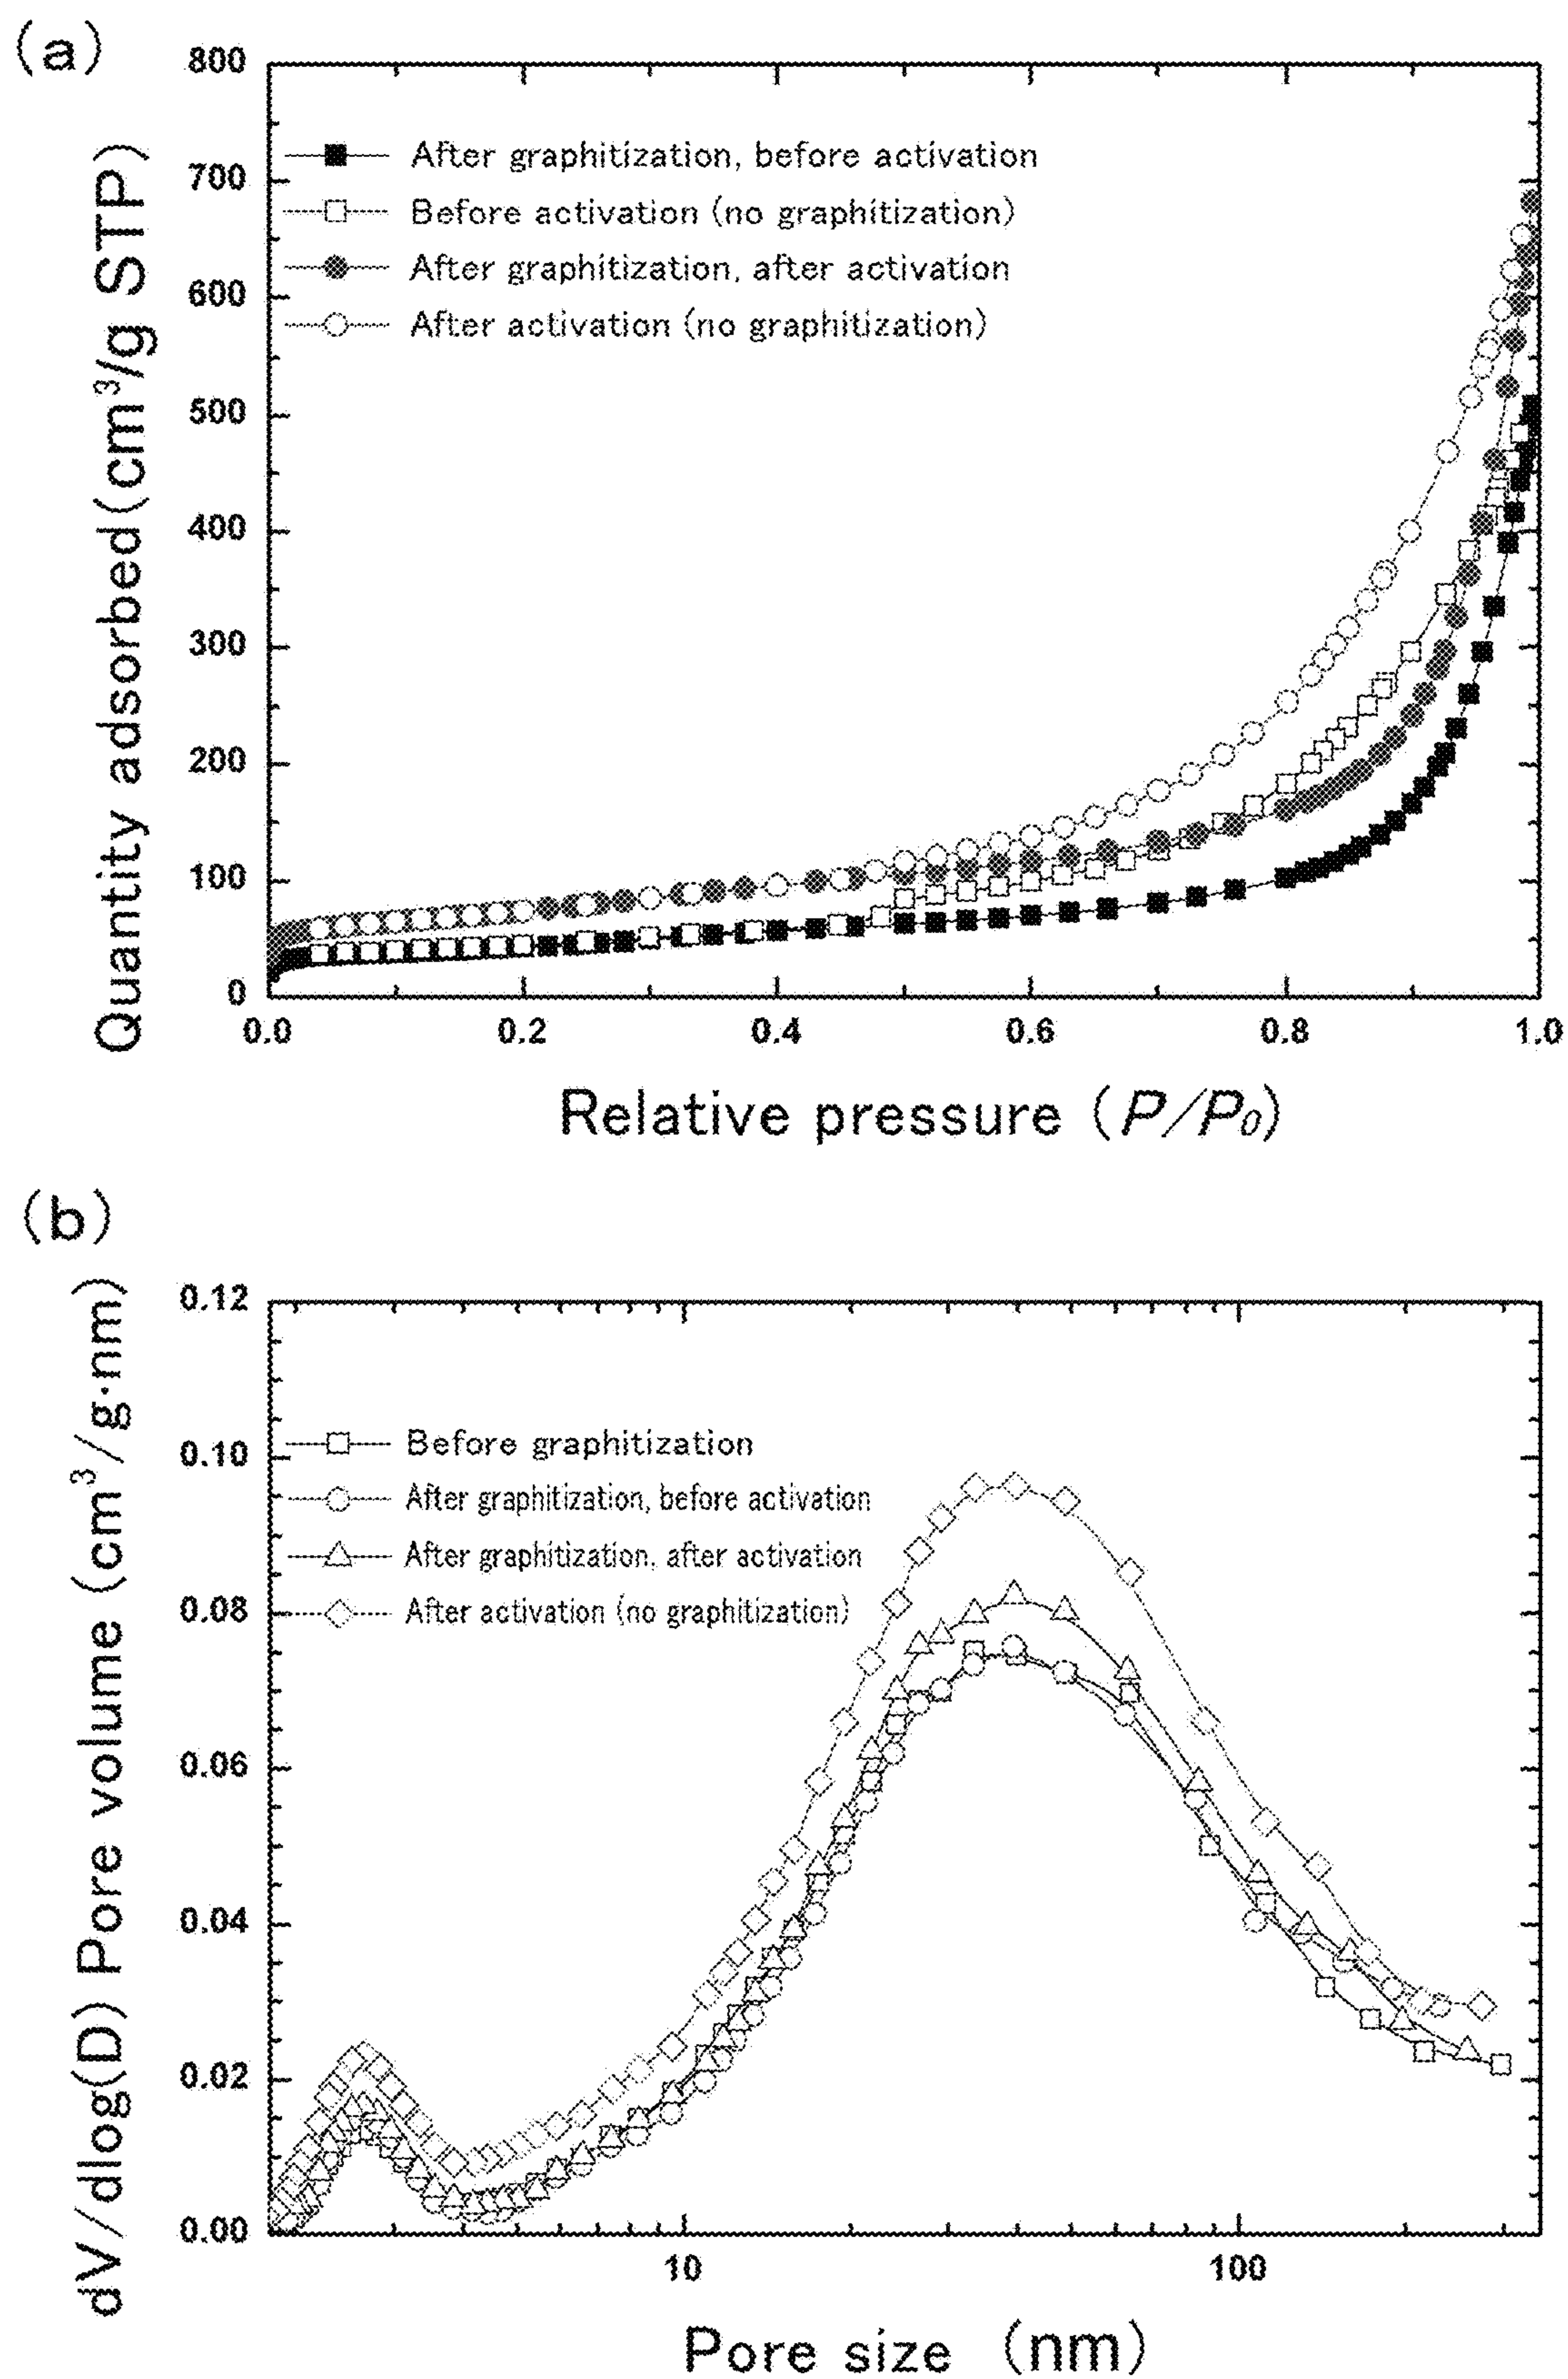 (a)
Quantity adsorbed(cm³/g STP)
800
700
600
500
400
300
200
100
0
After graphitization, before activation
Before activation (no graphitization)
After graphitization, after activation
After activation (no graphitization)
0.0 0.2 0.4 0.6 0.8 1.0
Relative pressure (P/P₀)
(b)
dV/dlog(D) Pore volume (cm³/g·nm)
0.12
0.10
0.08
0.06
0.04
0.02
0.00
Before graphitization
After graphitization, before activation
After graphitization, after activation
After activation (no graphitization)
10 100
Pore size (nm)